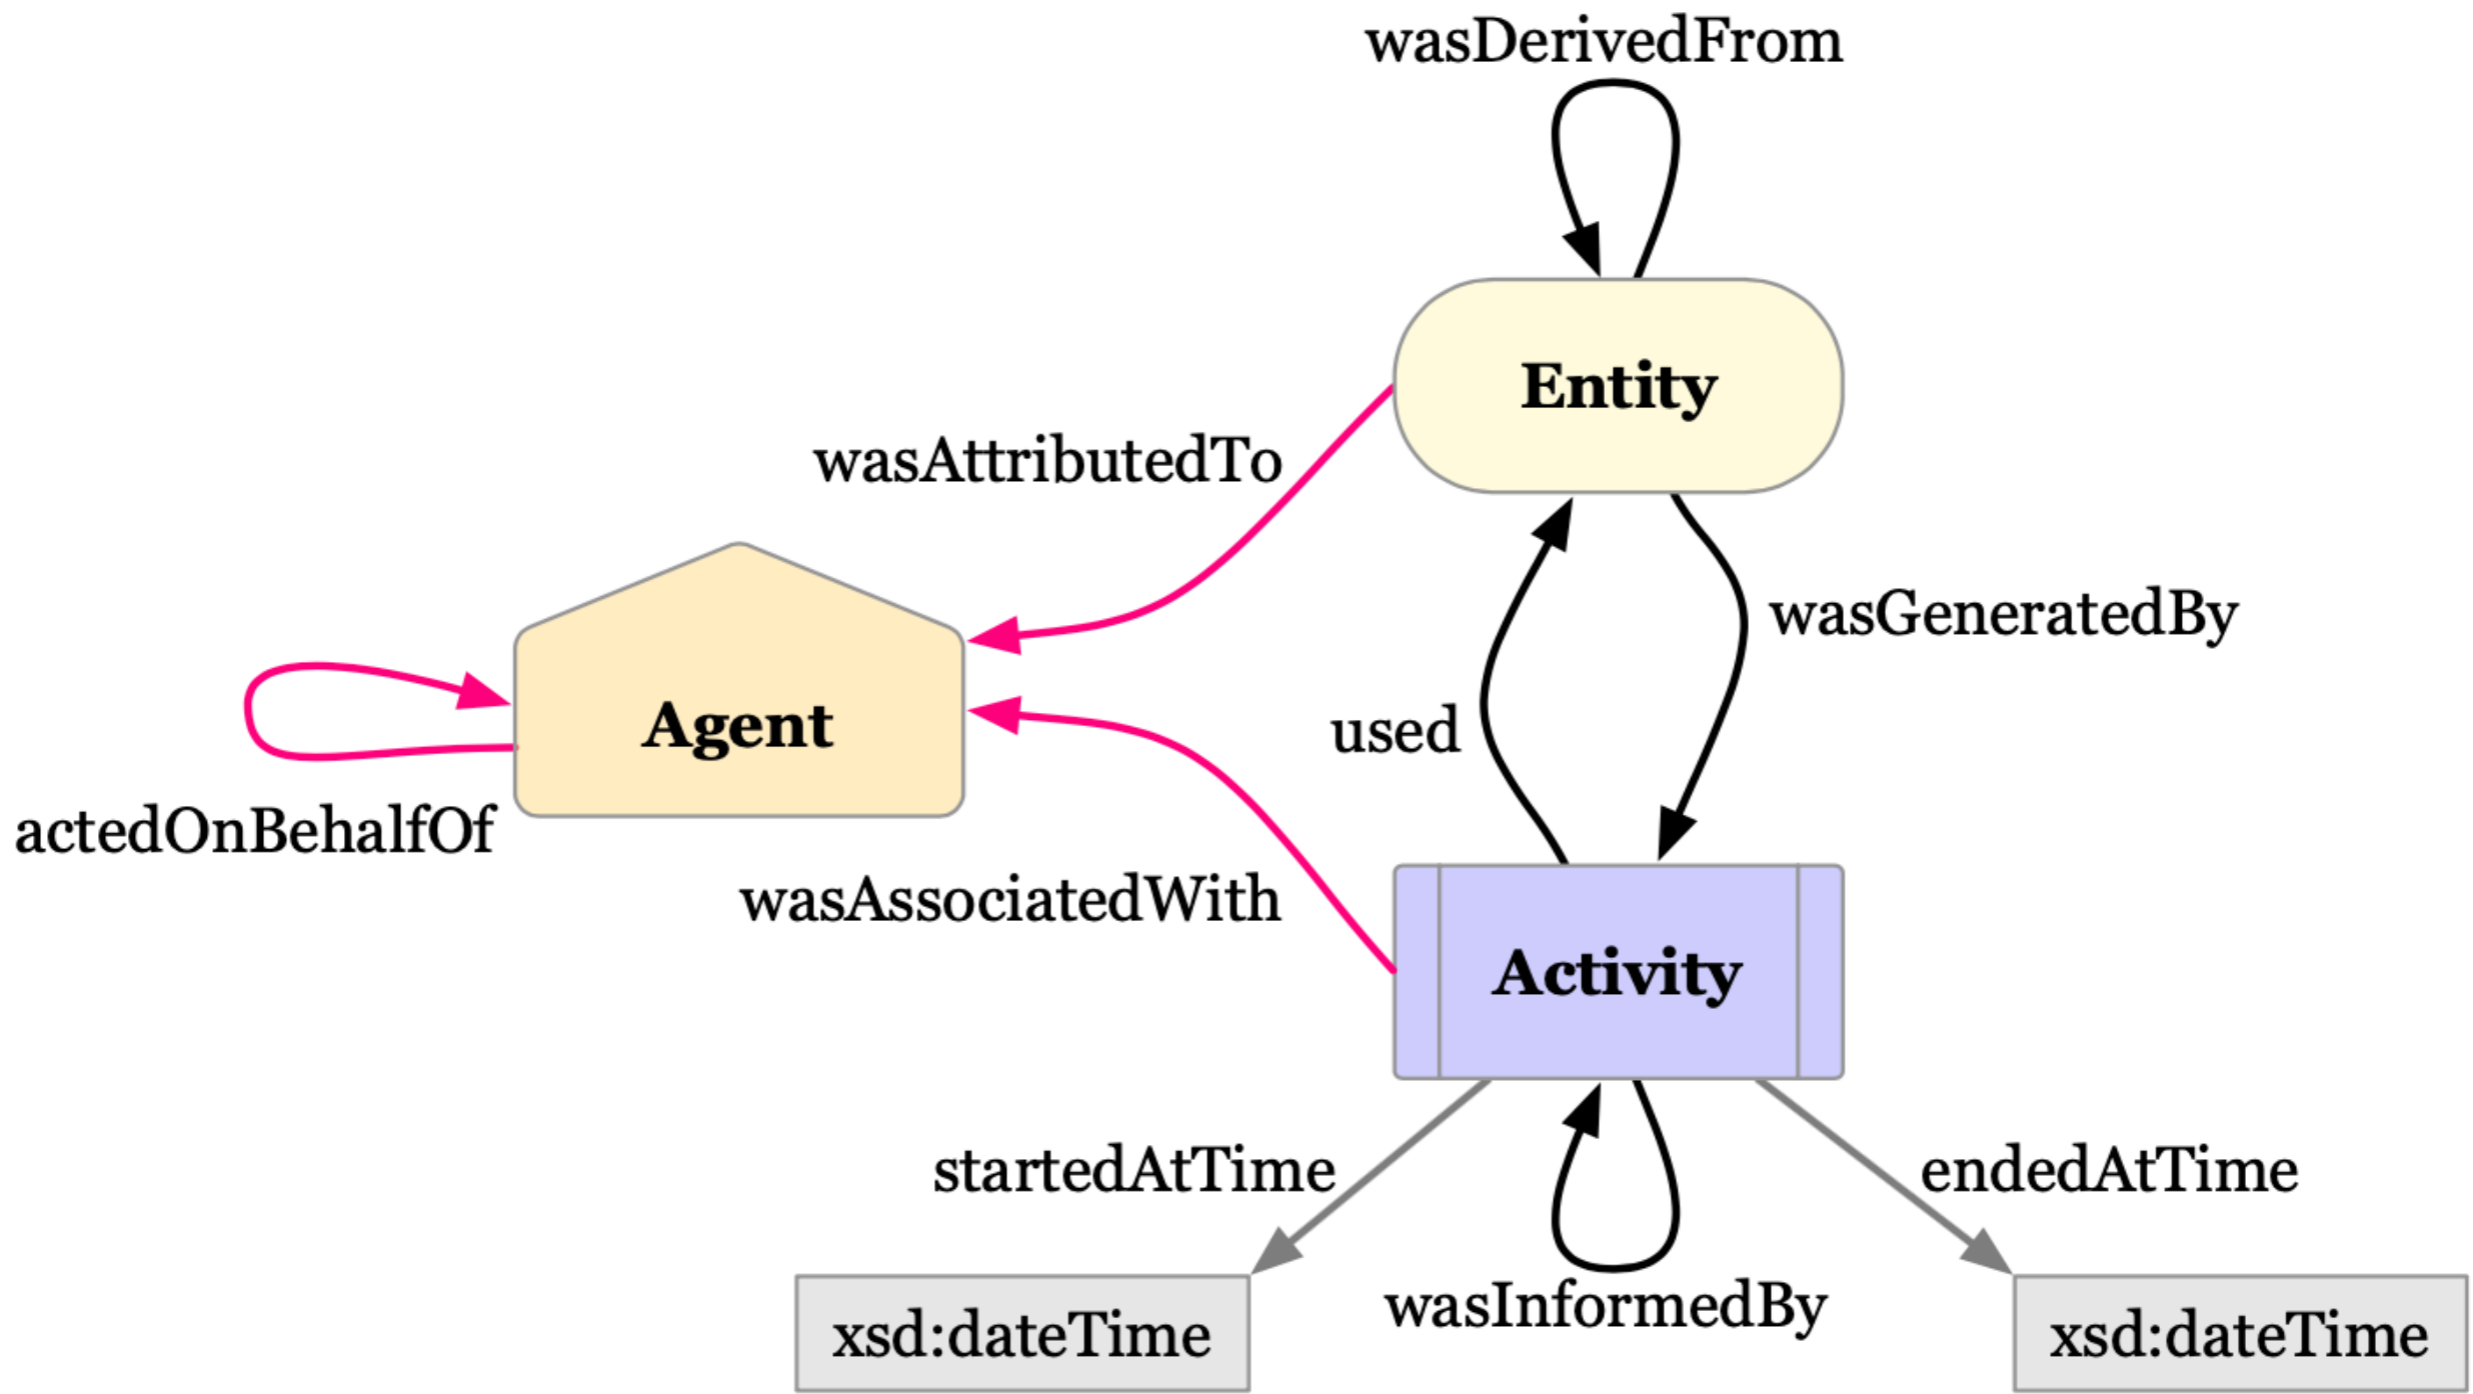 wasDerivedFrom
Entity
wasAttributedTo
wasGeneratedBy
used
Agent
actedOnBehalfOf
wasAssociatedWith
Activity
startedAtTime
endedAtTime
wasInformedBy
xsd:dateTime
xsd:dateTime